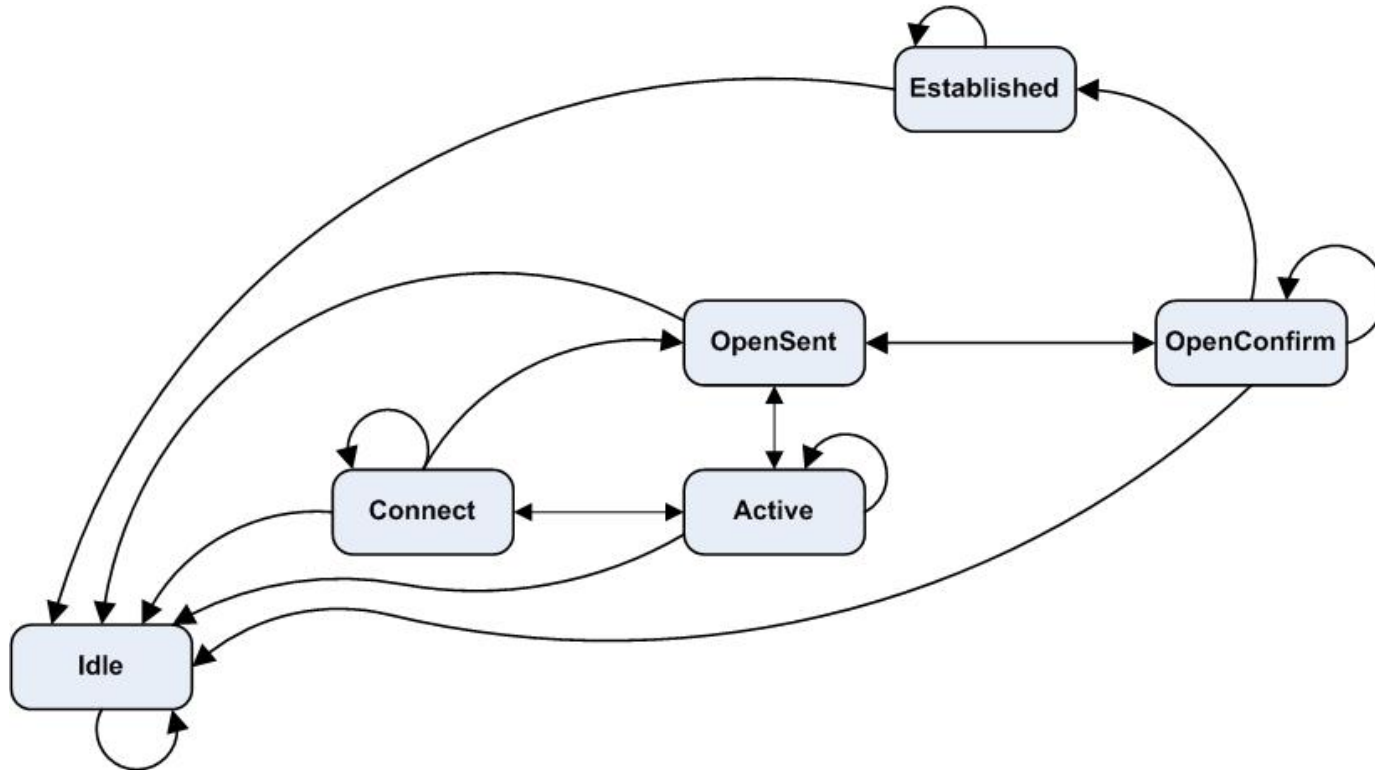 Established
OpenSent
OpenConfirm
Connect
Active
Idle